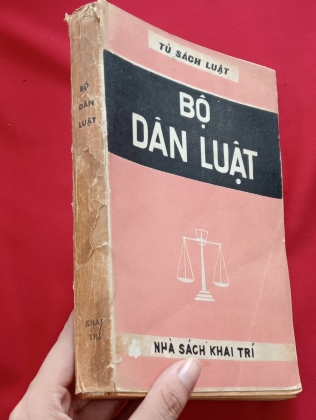 TỦ SÁCH LUẬT
BỘ
DÂN LUẬT
NHÀ SÁCH KHAI TRÍ
BỘ
DÂN
LUẬT
KHAI
TRÍ